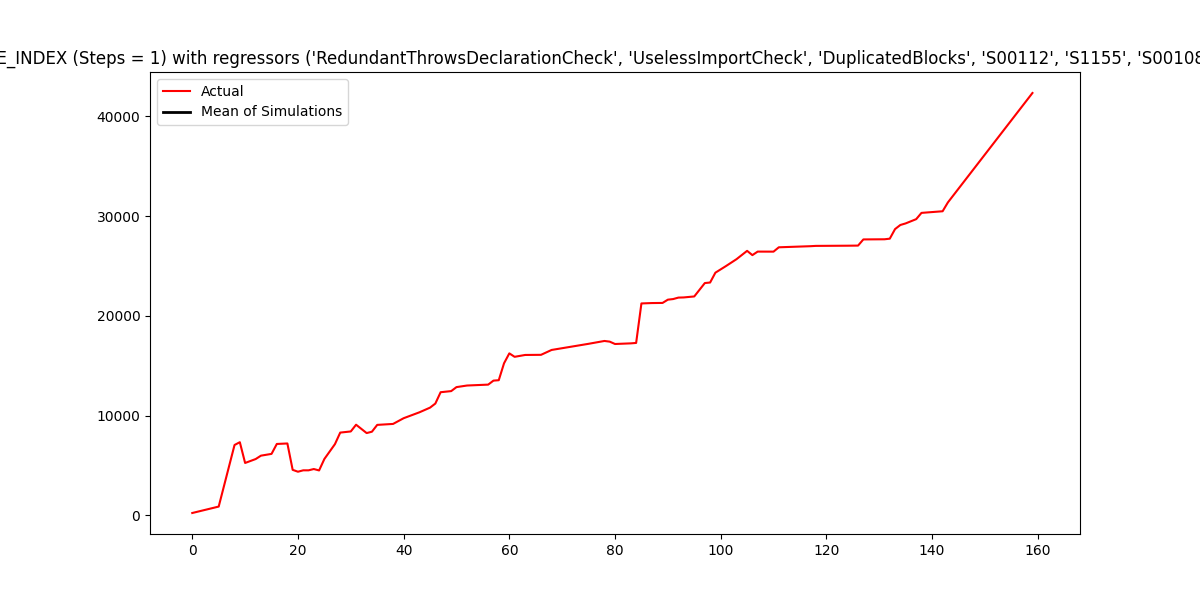 E_INDEX (Steps = 1) with regressors ('RedundantThrowsDeclarationCheck', 'UselessImportCheck', 'DuplicatedBlocks', 'S00112', 'S1155', 'S00108
Actual
Mean of Simulations
40000
30000
20000
10000
0
0 20 40 60 80 100 120 140 160